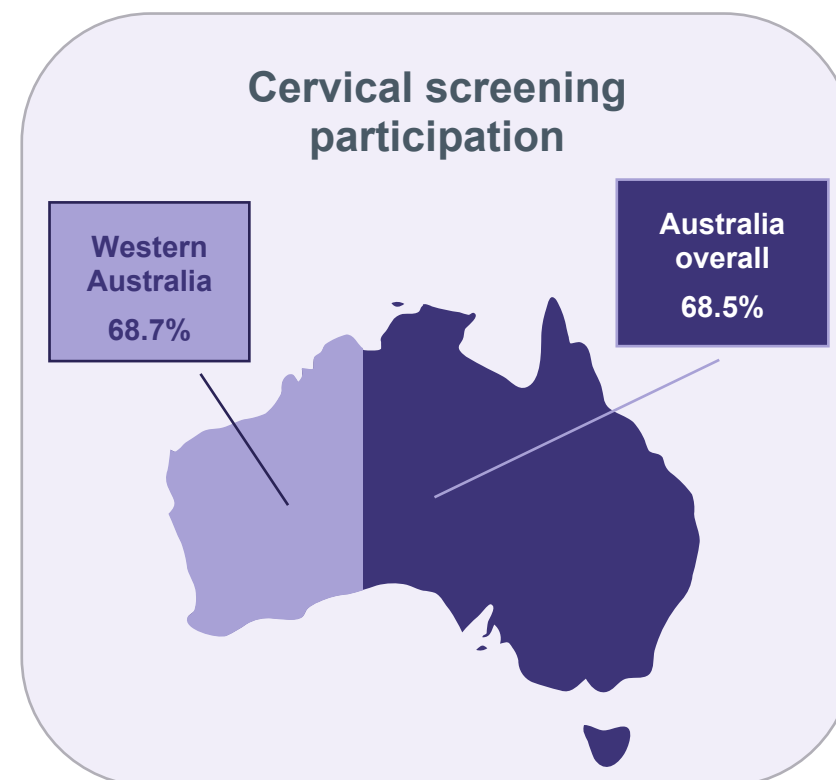 Cervical screening
participation
Western
Australia
68.7%
Australia
overall
68.5%